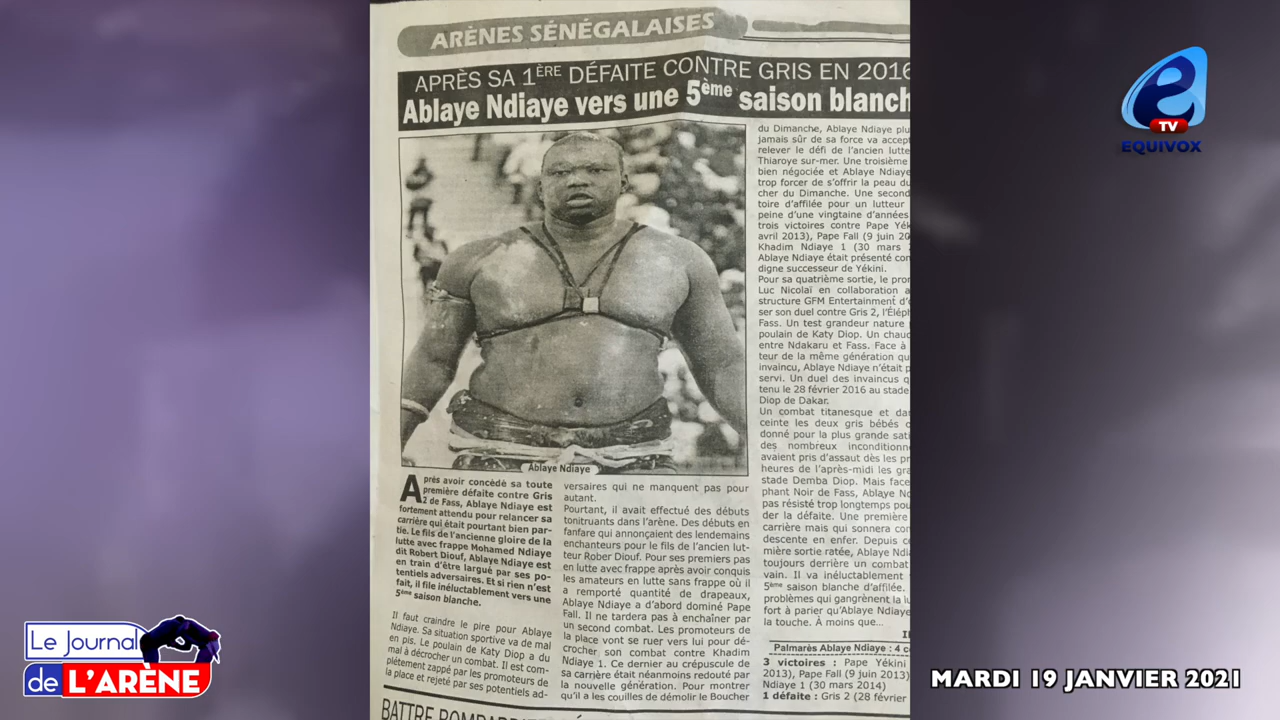 ARÈNES SÉNÉGALAISES
APRÈS SA 1ÈRE DÉFAITE CONTRE GRIS EN 2016
Ablaye Ndiaye vers une 5ème saison blanch
Ablaye Ndiaye
Après avoir concédé sa toute
première défaite contre Gris
2 de Fass, Ablaye Ndiaye est
fortement attendu pour relancer sa
carrière qui était pourtant bien par-
tie. Le fils de l'ancienne gloire de la
lutte avec frappe Mohamed Ndiaye
dit Robert Diouf, Ablaye Ndiaye est
en train d'être largué par ses po-
tentiels adversaires. Et si rien n'est
fait, il file inéluctablement vers une
5ème saison blanche.
Il faut craindre le pire pour Ablaye
Ndiaye. Sa situation sportive va de mal
en pis. Le poulain de Katy Diop a du
mal à décrocher un combat. Il est com-
plétement zappé par les promoteurs de
la place et rejeté par ses potentiels ad-
versaires qui ne manquent pas pour
autant.
Pourtant, il avait effectué des débuts
tonitruants dans l'arène. Des débuts en
fanfare qui annonçaient des lendemains
enchanteurs pour le fils de l'ancien lut-
teur Rober Diouf. Pour ses premiers pas
en lutte avec frappe après avoir conquis
les amateurs en lutte sans frappe où il
a remporté quantité de drapeaux,
Ablaye Ndiaye a d'abord dominé Pape
Fall. Il ne tardera pas à enchaîner par
un second combat. Les promoteurs de
la place vont se ruer vers lui pour dé-
crocher son combat contre Khadim
Ndiaye 1. Ce dernier au crépuscule de
sa carrière était néanmoins redouté par
la nouvelle génération. Pour montrer
qu'il a les couilles de démolir le Boucher
du Dimanche, Ablaye Ndiaye plu
jamais sûr de sa force va accep
relever le défi de l'ancien lutte
Thiaroye sur-mer. Une troisième
bien négociée et Ablaye Ndiaye
trop forcer de s'offrir la peau du
cher du Dimanche. Une second
toire d'affilée pour un lutteur
peine d'une vingtaine d'années
trois victoires contre Pape Yék
avril 2013), Pape Fall (9 juin 20
Khadim Ndiaye 1 (30 mars
Ablaye Ndiaye était présenté con
digne successeur de Yékini.
Pour sa quatrième sortie, le pro
Luc Nicolaï en collaboration a
structure GFM Entertainment d'
ser son duel contre Gris 2, l'Élép
Fass. Un test grandeur nature
poulain de Katy Diop. Un chau
entre Ndakaru et Fass. Face à
teur de la même génération qu
invaincu, Ablaye Ndiaye n'était p
servi. Un duel des invaincus q
tenu le 28 février 2016 au stade
Diop de Dakar.
Un combat titanesque et da
ceinte les deux gris bébés
donné pour la plus grande sati
des nombreux inconditionn
avaient pris d'assaut dès les pr
heures de l'après-midi les gra
stade Demba Diop. Mais face
phant Noir de Fass, Ablaye N
pas résisté trop longtemps pou
der la défaite. Une première
carrière mais qui sonnera con
descente en enfer. Depuis c
mière sortie ratée, Ablaye Ndi
toujours derrière un combat
vain. Il va inéluctablement
5ème saison blanche d'affilée.
problèmes qui gangrènent la lu
fort à parier qu'Ablaye Ndiaye
la touche. À moins que...
Palmarès Ablaye Ndiaye : 4 c
3 victoires : Pape Yékini
2013), Pape Fall (9 juin 2013)
Ndiaye 1 (30 mars 2014)
1 défaite : Gris 2 (28 février
e TV
EQUIVOX
Le Journal
de L'ARÈNE
MARDI 19 JANVIER 2021